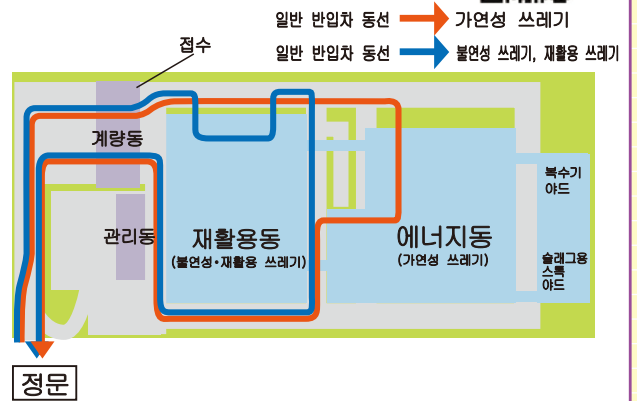 일반 반입차 동선 가연성 쓰레기
일반 반입차 동선 불연성 쓰레기, 재활용 쓰레기
접수
계량동
관리동
재활용동
(불연성·재활용 쓰레기)
에너지동
(가연성 쓰레기)
복수기
야드
슬래그용
스톡
야드
정문